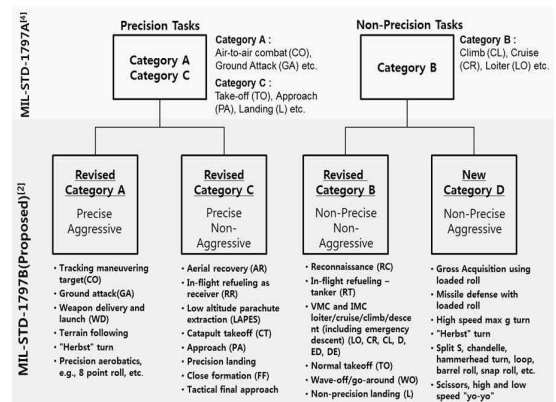 MIL-STD-1797A[4]
Precision Tasks
Non-Precision Tasks
Category A
Category C
Category A :
Air-to-air combat (CO),
Ground Attack (GA) etc.
Category C :
Take-off (TO), Approach
(PA), Landing (L) etc.
Category B
Category B :
Climb (CL), Cruise
(CR), Loiter (LO) etc.
MIL-STD-1797B(Proposed)[2]
Revised
Category A
Precise
Aggressive
Revised
Category C
Precise
Non-
Aggressive
Revised
Category B
Non-Precise
Non-
Aggressive
New
Category D
Non-Precise
Aggressive
• Tracking maneuvering
target(CO)
• Ground attack(GA)
• Weapon delivery and
launch (WD)
• Terrain following
• "Herbst" turn
• Precision aerobatics,
e.g., 8 point roll, etc.
• Aerial recovery (AR)
• In-flight refueling as
receiver (RR)
• Low altitude parachute
extraction (LAPES)
• Catapult takeoff (CT)
• Approach (PA)
• Precision landing
• Close formation (FF)
• Tactical final approach
• Reconnaissance (RC)
• In-flight refueling –
tanker (RT)
• VMC and IMC
loiter/cruise/climb/desce
nt (including emergency
descent) (LO, CR, CL, D,
ED, DE)
• Normal takeoff (TO)
• Wave-off/go-around (WO)
• Non-precision landing (L)
• Gross Acquisition using
loaded roll
• Missile defense with
loaded roll
• High speed max g turn
• "Herbst" turn
• Split S, chandelle,
hammerhead turn, loop,
barrel roll, snap roll, etc.
• Scissors, high and low
speed "yo-yo"